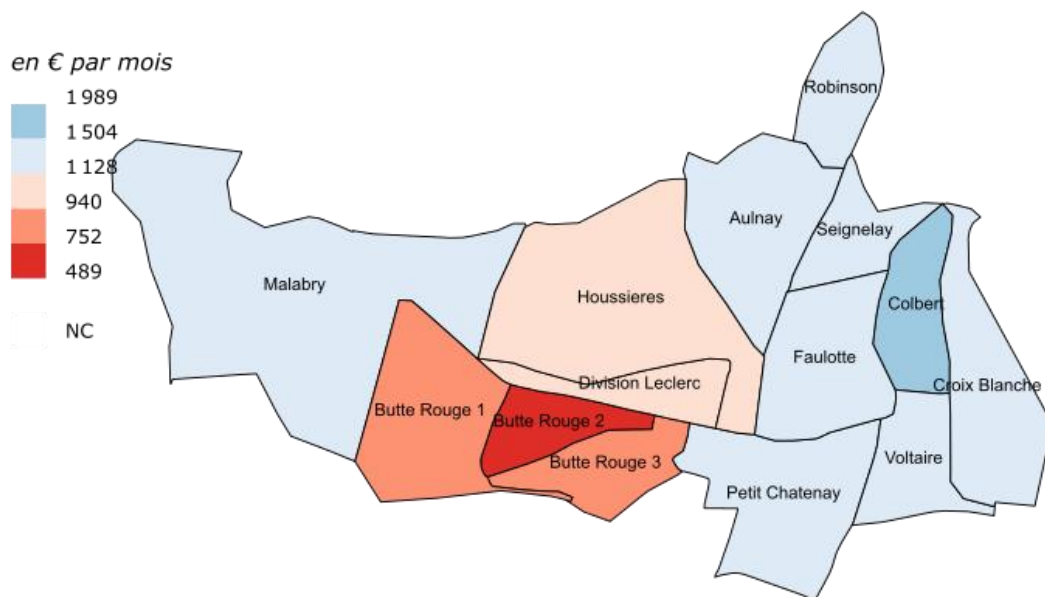 en € par mois
1 989
1 504
1 128
940
752
489
NC
Robinson
Aulnay
Seignelay
Malabry
Houssieres
Colbert
Faulotte
Division Leclerc
Croix Blanche
Butte Rouge 1
Butte Rouge 2
Voltaire
Butte Rouge 3
Petit Chatenay